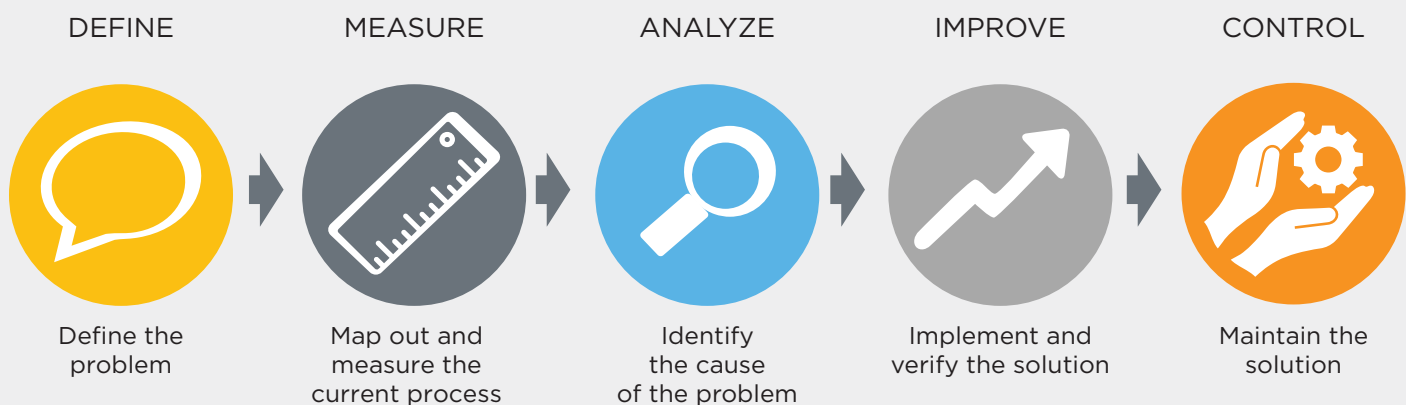 DEFINE
MEASURE
ANALYZE
IMPROVE
CONTROL
Define the
problem
Map out and
measure the
current process
Identify
the cause
of the problem
Implement and
verify the solution
Maintain the
solution